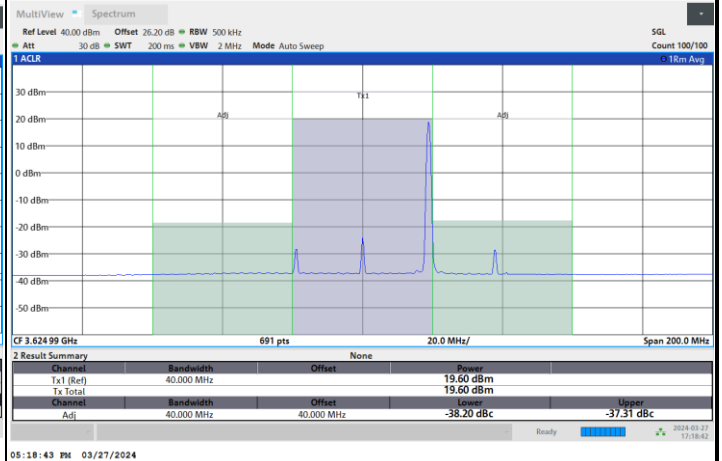 MultiView Spectrum
Ref Level 40.00 dBm Offset 26.20 dB RBW 500 kHz SGL
Att 30 dB SWT 200 ms VBW 2 MHz Mode Auto Sweep Count 100/100
1 ACLR 1Rm Avg
30 dBm
Tx1
20 dBm Adj Adj
10 dBm
0 dBm
-10 dBm
-20 dBm
-30 dBm
-40 dBm
-50 dBm
CF 3.624 99 GHz 691 pts 20.0 MHz/ Span 200.0 MHz
2 Result Summary None
Channel Bandwidth Offset Power
Tx1 (Ref) 40.000 MHz 19.60 dBm
Tx Total 19.60 dBm
Channel Bandwidth Offset Lower Upper
Adj 40.000 MHz 40.000 MHz -38.20 dBc -37.31 dBc
Ready 2024-03-27
17:18:42
05:18:43 PM 03/27/2024